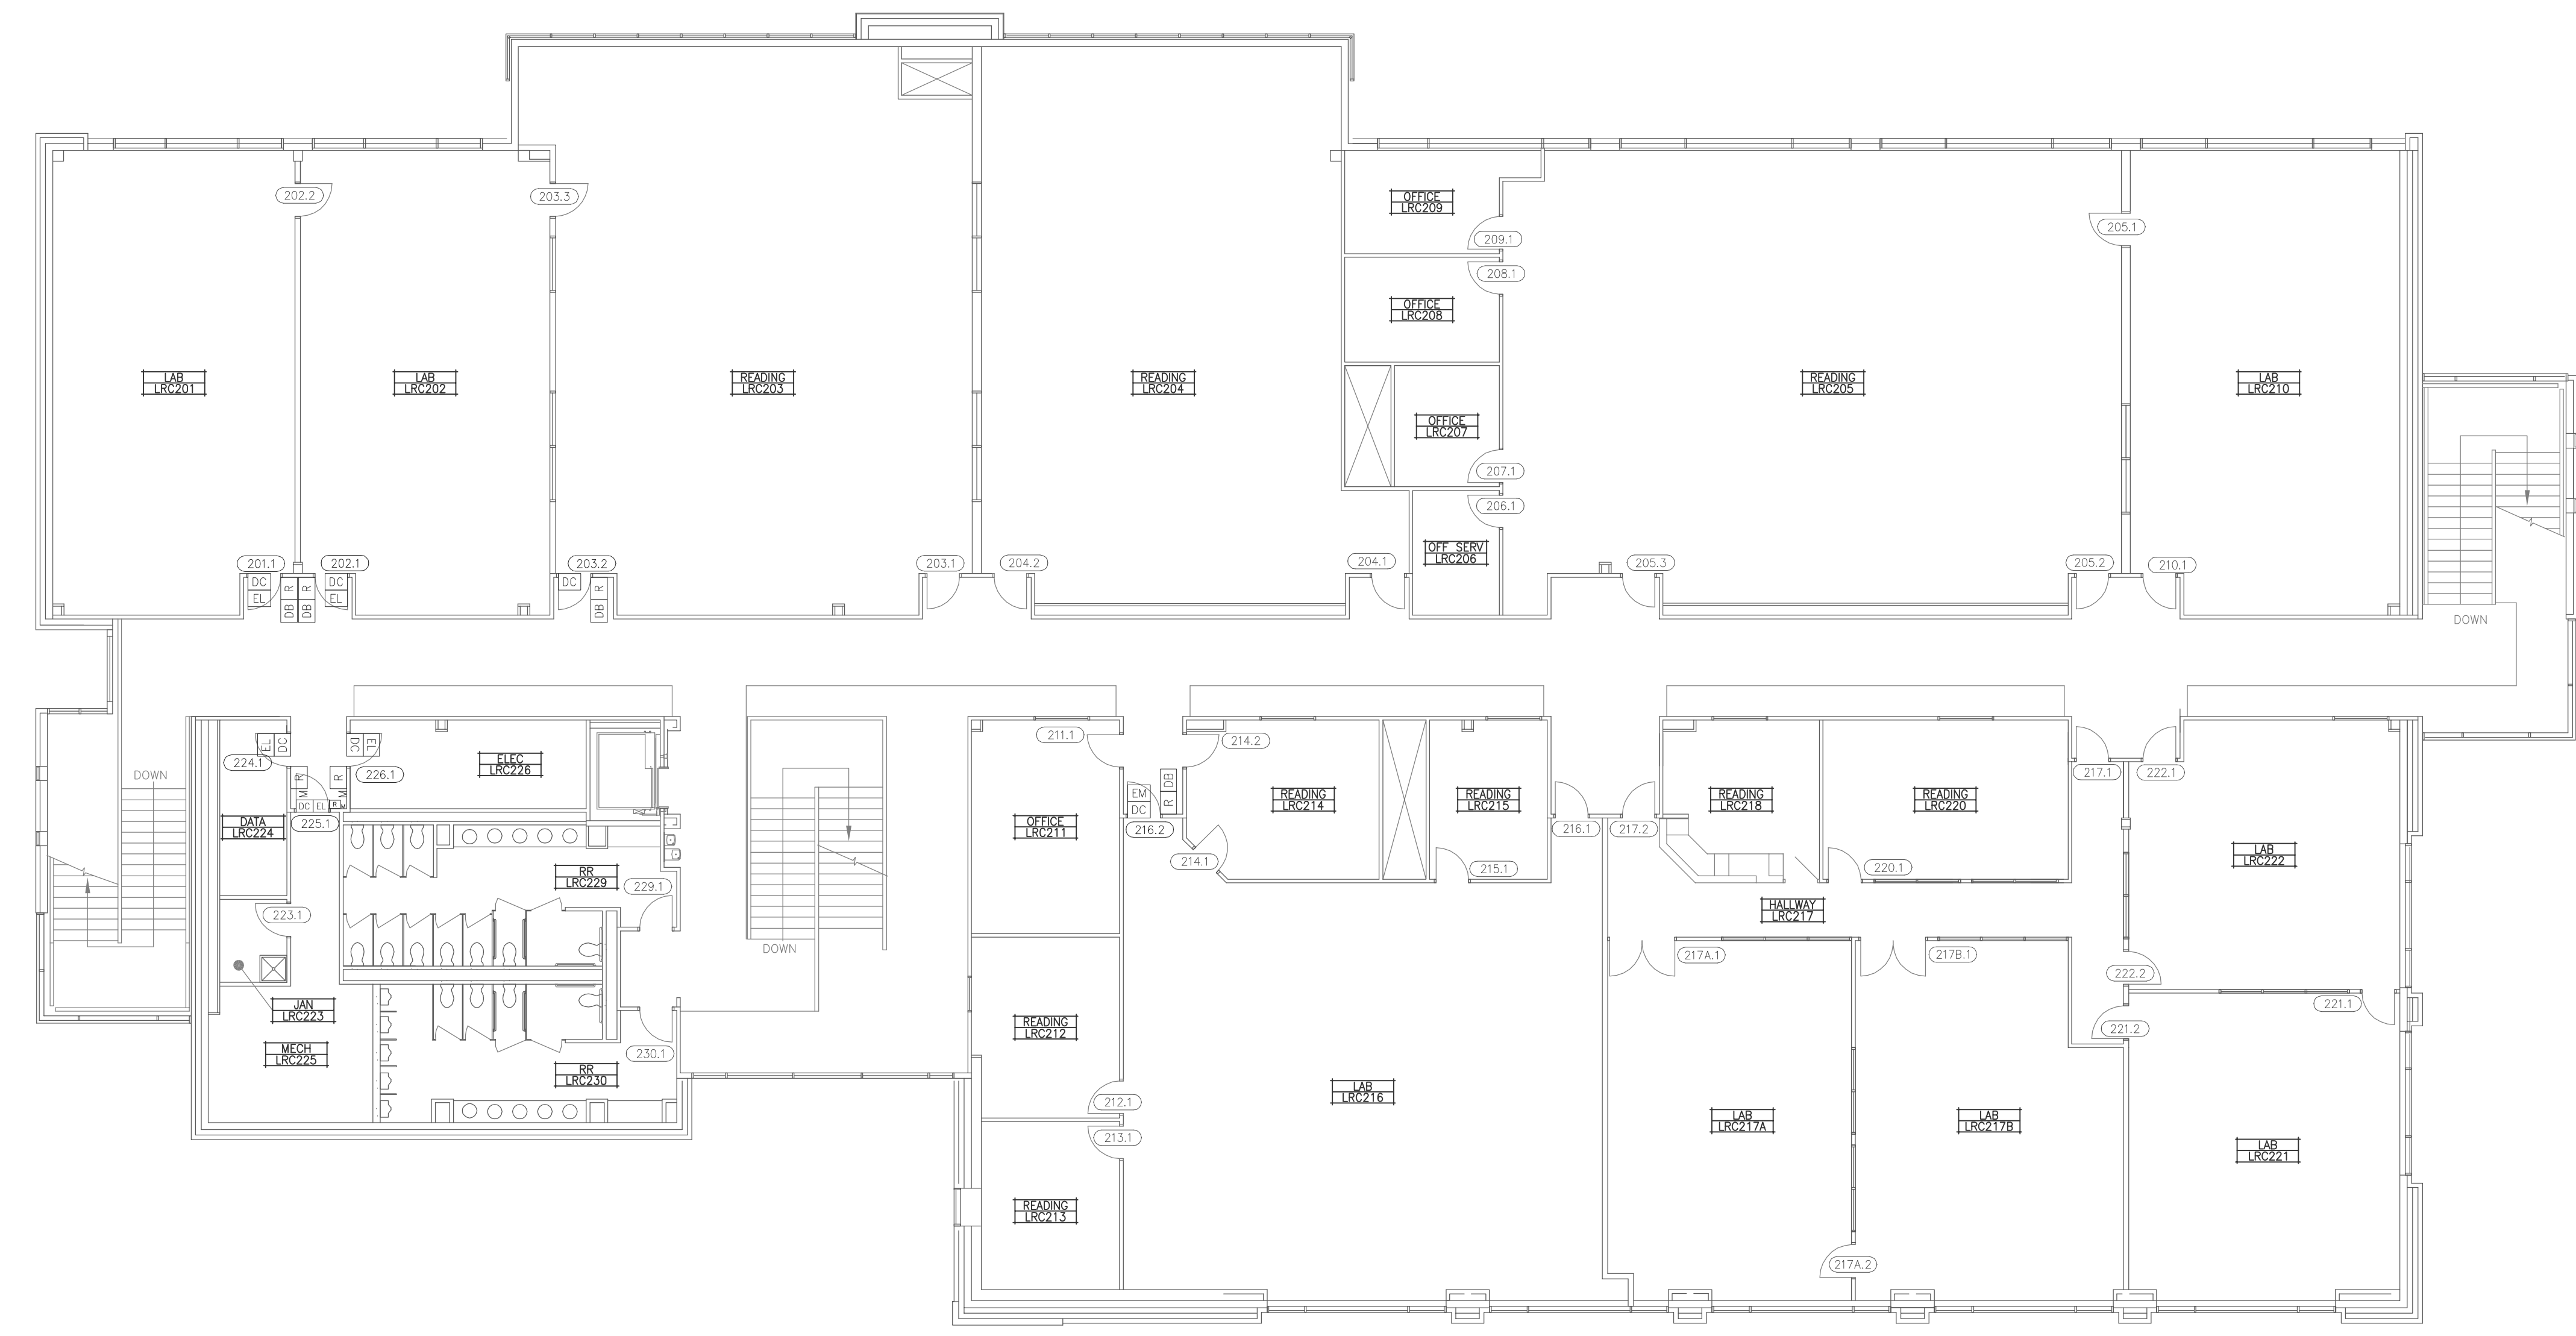 202.2
203.3
OFFICE
LRC209
209.1
205.1
208.1
OFFICE
LRC208
LAB
LRC201
LAB
LRC202
READING
LRC203
READING
LRC204
READING
LRC205
LAB
LRC210
OFFICE
LRC207
207.1
206.1
OFF SERV
LRC206
201.1
202.1
203.2
203.1
204.2
204.1
205.3
205.2
210.1
DC
EL
R
DB
R
DB
DC
EL
DC
R
DB
DOWN
EL
DC
DC
EL
224.1
226.1
ELEC
LRC226
211.1
214.2
217.1
222.1
DOWN
R
M
R
M
DC
EL
R
M
225.1
DATA
LRC224
EM
DC
DB
R
216.2
READING
LRC214
READING
LRC215
READING
LRC218
READING
LRC220
OFFICE
LRC211
216.1
217.2
214.1
215.1
220.1
LAB
LRC222
RR
LRC229
229.1
223.1
HALLWAY
LRC217
DOWN
217A.1
217B.1
222.2
221.1
JAN
LRC223
READING
LRC212
221.2
MECH
LRC225
230.1
RR
LRC230
LAB
LRC216
212.1
213.1
LAB
LRC217A
LAB
LRC217B
LAB
LRC221
READING
LRC213
217A.2